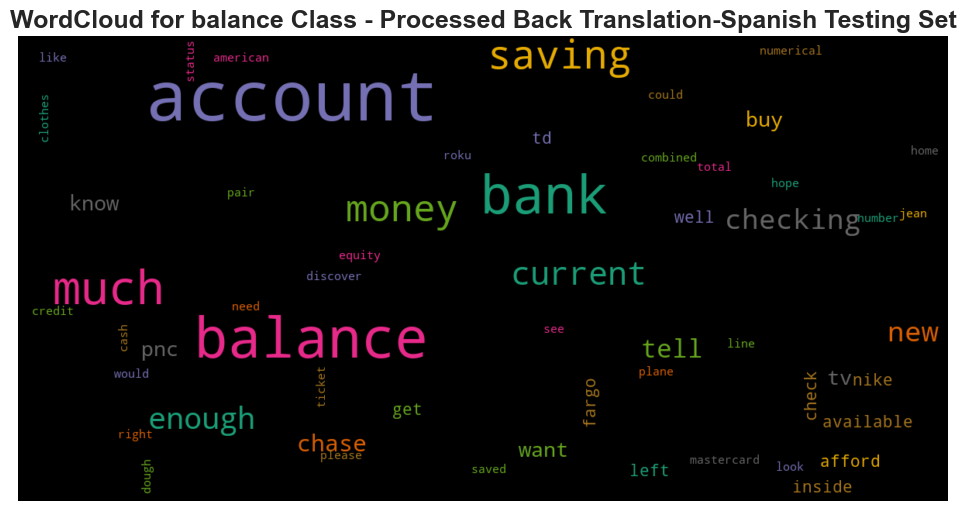 WordCloud for balance Class - Processed Back Translation-Spanish Testing Set
like
status
american
saving
numerical
account
could
clothes
buy
td
roku
combined
home
total
pair
hope
know
money
bank
well
checking
number
jean
equity
discover
current
much
credit
need
see
new
cash
pnc
balance
tell
line
would
ticket
plane
tv
nike
fargo
check
enough
get
available
right
chase
please
want
dough
saved
left
mastercard
look
afford
inside